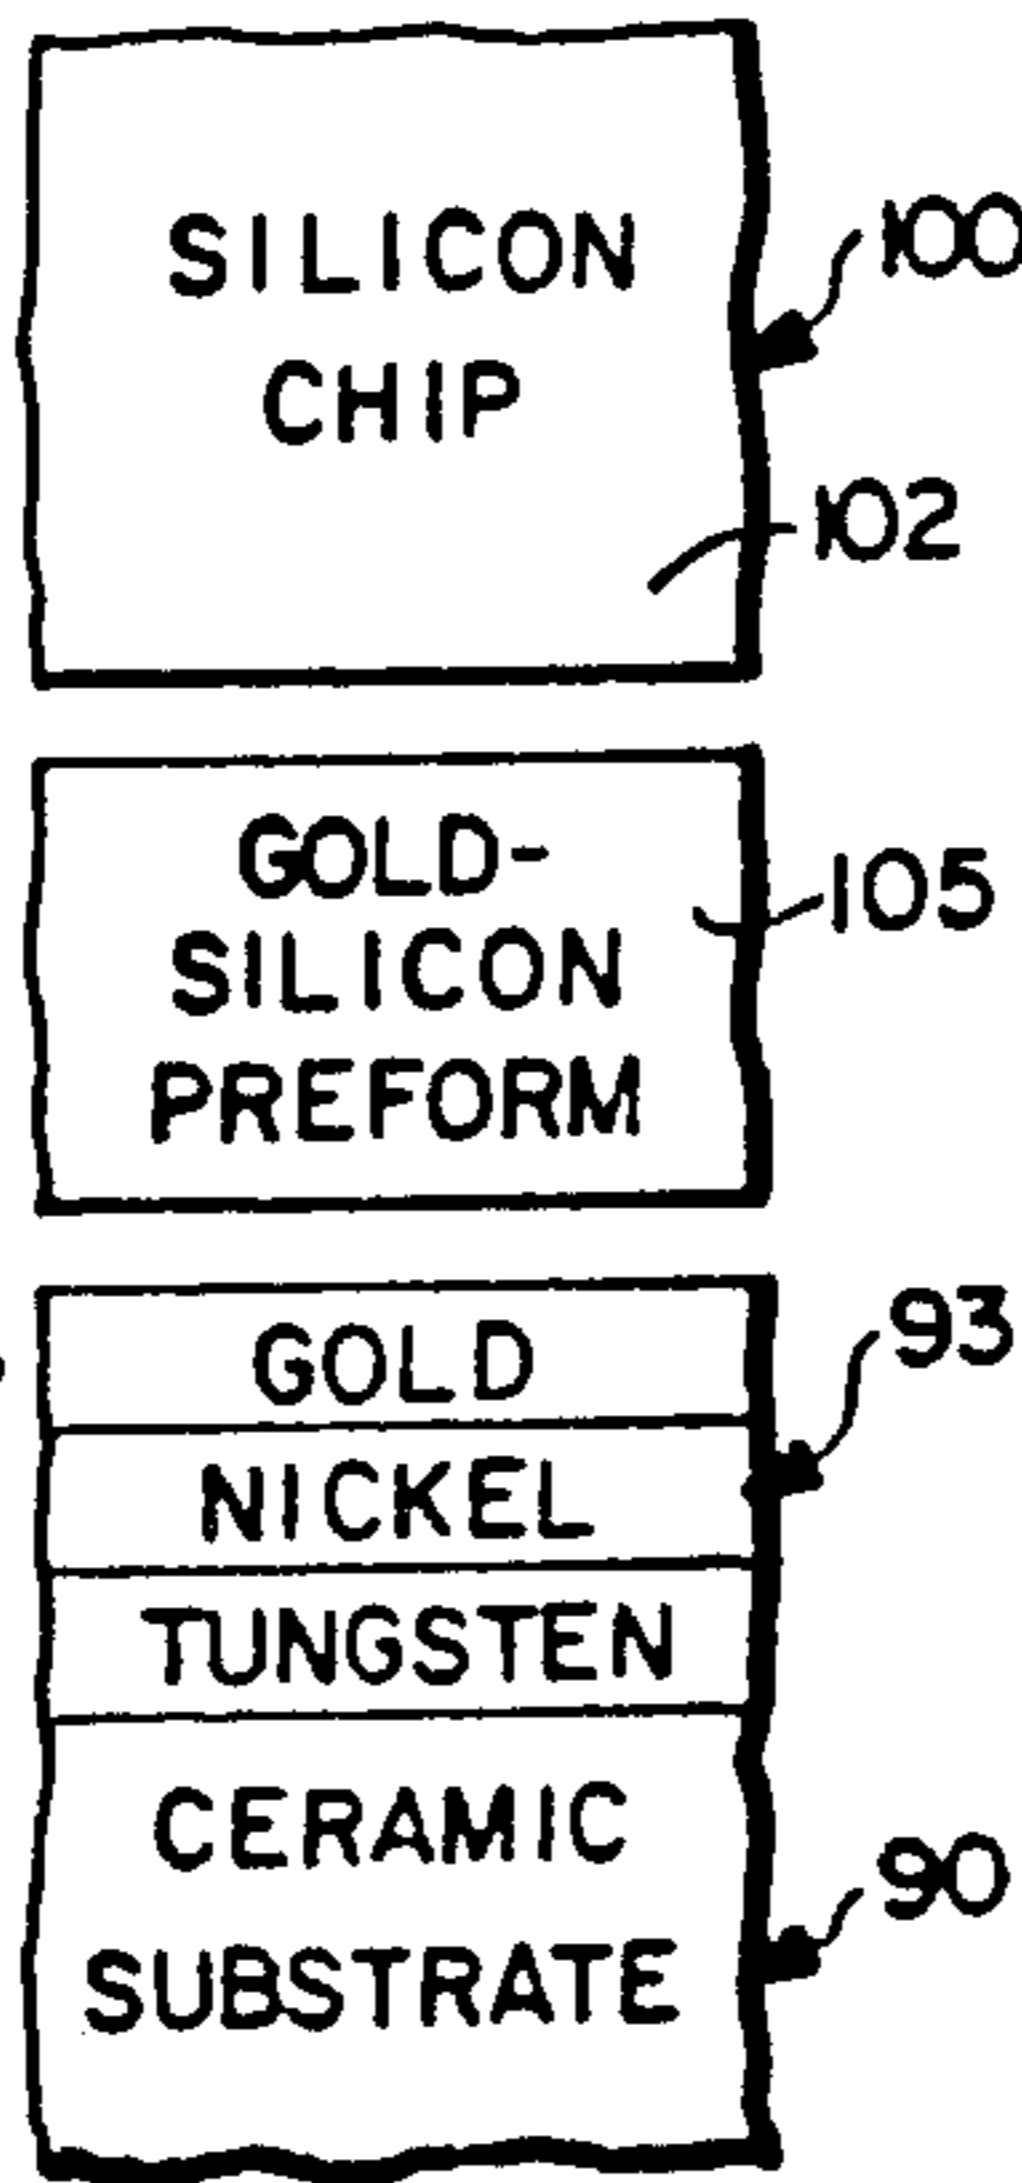 SILICON
CHIP
100
102
GOLD-
SILICON
PREFORM
105
GOLD
93
NICKEL
TUNGSTEN
CERAMIC
SUBSTRATE
90